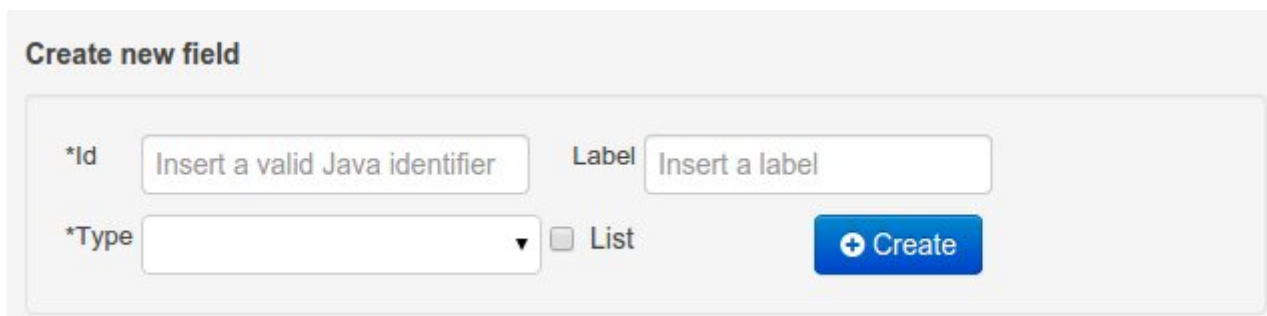 Create new field
*Id Insert a valid Java identifier Label Insert a label
*Type List Create